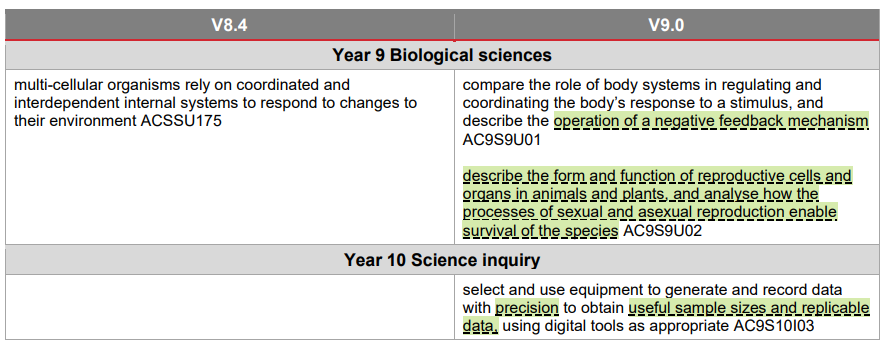 V8.4
V9.0
Year 9 Biological sciences
multi-cellular organisms rely on coordinated and
interdependent internal systems to respond to changes to
their environment ACSSU175
compare the role of body systems in regulating and
coordinating the body's response to a stimulus, and
describe the operation of a negative feedback mechanism
AC9S9U01
describe the form and function of reproductive cells and
organs in animals and plants, and analyse how the
processes of sexual and asexual reproduction enable
survival of the species AC9S9U02
Year 10 Science inquiry
select and use equipment to generate and record data
with precision to obtain useful sample sizes and replicable
data, using digital tools as appropriate AC9S10I03